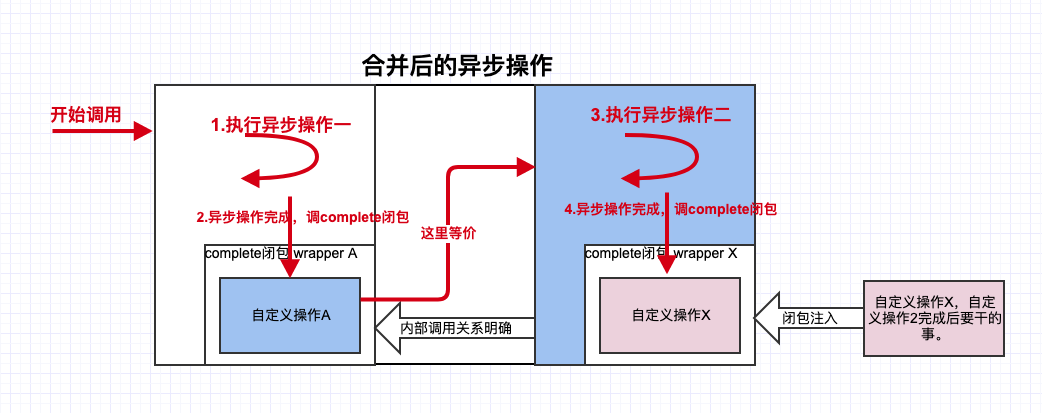 合并后的异步操作
开始调用
1.执行异步操作一
2.异步操作完成，调complete闭包
complete闭包 wrapper A
自定义操作A
这里等价
内部调用关系明确
3.执行异步操作二
4.异步操作完成，调complete闭包
complete闭包 wrapper X
自定义操作X
闭包注入
自定义操作X，自定
义操作2完成后要干的
事。